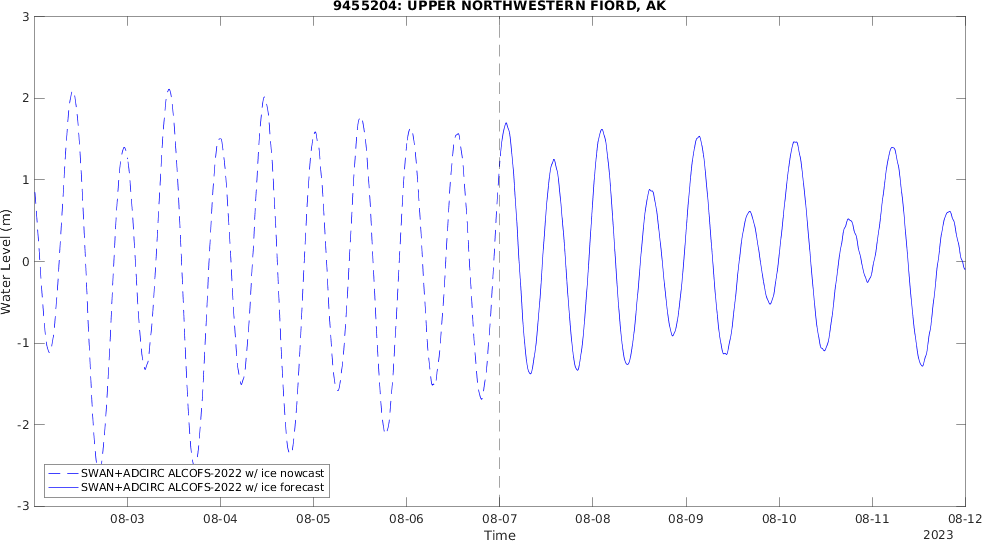 9455204: UPPER NORTHWESTERN FIORD, AK
3
2
1
0
-1
-2
-3
Water Level (m)
SWAN+ADCIRC ALCOFS-2022 w/ ice nowcast
SWAN+ADCIRC ALCOFS-2022 w/ ice forecast
08-03 08-04 08-05 08-06 08-07 08-08 08-09 08-10 08-11 08-12
Time
2023